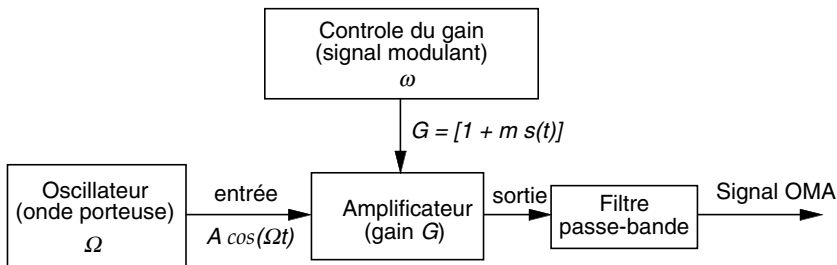 Controle du gain
(signal modulant)
ω
G = [1 + m s(t)]
Oscillateur
(onde porteuse)
Ω
entrée
A cos(Ωt)
Amplificateur
(gain G)
sortie
Filtre
passe-bande
Signal OMA